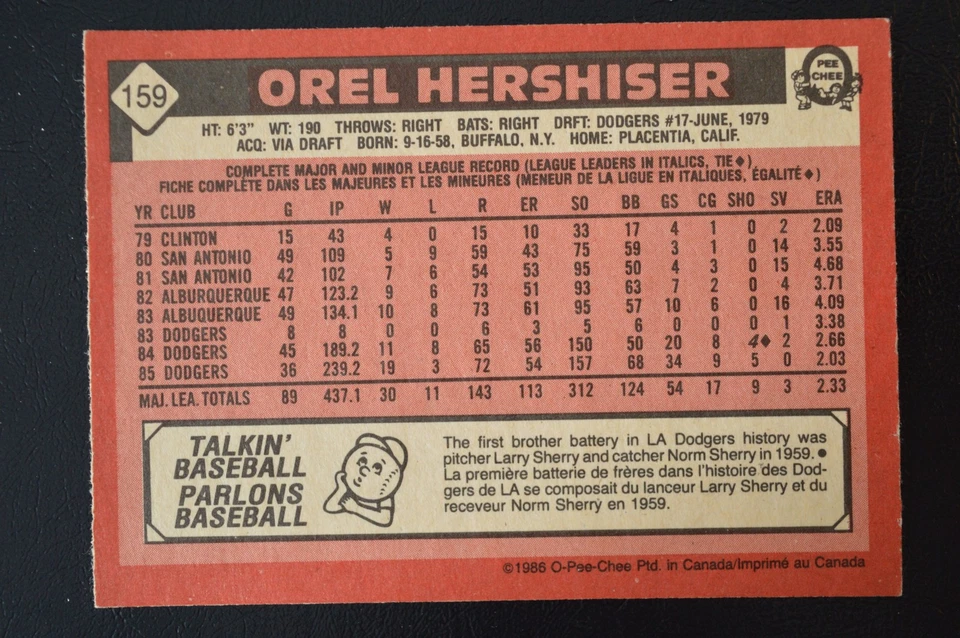 159
OREL HERSHISER
O
PEE
CHEE
HT: 6'3" WT: 190 THROWS: RIGHT BATS: RIGHT DRFT: DODGERS #17-JUNE, 1979
ACQ: VIA DRAFT BORN: 9-16-58, BUFFALO, N.Y. HOME: PLACENTIA, CALIF.
COMPLETE MAJOR AND MINOR LEAGUE RECORD (LEAGUE LEADERS IN ITALICS, TIE♦)
FICHE COMPLÈTE DANS LES MAJEURES ET LES MINEURES (MENEUR DE LA LIGUE EN ITALIQUES, ÉGALITÉ♦)
YR CLUB G IP W L R ER SO BB GS CG SHO SV ERA
79 CLINTON 15 43 4 0 15 10 33 17 4 1 0 2 2.09
80 SAN ANTONIO 49 109 5 9 59 43 75 59 3 1 0 14 3.55
81 SAN ANTONIO 42 102 7 6 54 53 95 50 4 3 0 15 4.68
82 ALBURQUERQUE 47 123.2 9 6 73 51 93 63 7 2 0 4 3.71
83 ALBUQUERQUE 49 134.1 10 8 73 61 95 57 10 6 0 16 4.09
83 DODGERS 8 8 0 0 6 3 5 6 0 0 0 1 3.38
84 DODGERS 45 189.2 11 8 65 56 150 50 20 8 4♦ 2 2.66
85 DODGERS 36 239.2 19 3 72 54 157 68 34 9 5 0 2.03
MAJ. LEA. TOTALS 89 437.1 30 11 143 113 312 124 54 17 9 3 2.33
TALKIN'
BASEBALL
PARLONS
BASEBALL
The first brother battery in LA Dodgers history was
pitcher Larry Sherry and catcher Norm Sherry in 1959. ●
La première batterie de frères dans l'histoire des Dod-
gers de LA se composait du lanceur Larry Sherry et du
receveur Norm Sherry en 1959.
©1986 O-Pee-Chee Ptd. in Canada/Imprimé au Canada